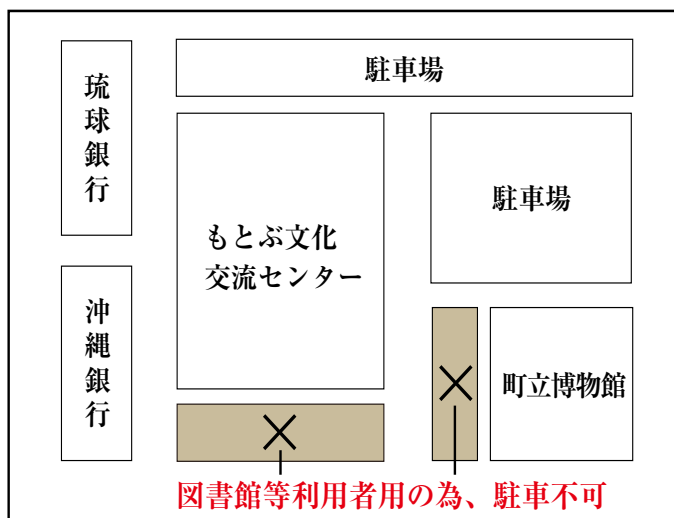 駐車場
琉球銀行
もとぶ文化
交流センター
駐車場
沖縄銀行
町立博物館
図書館等利用者用の為、駐車不可